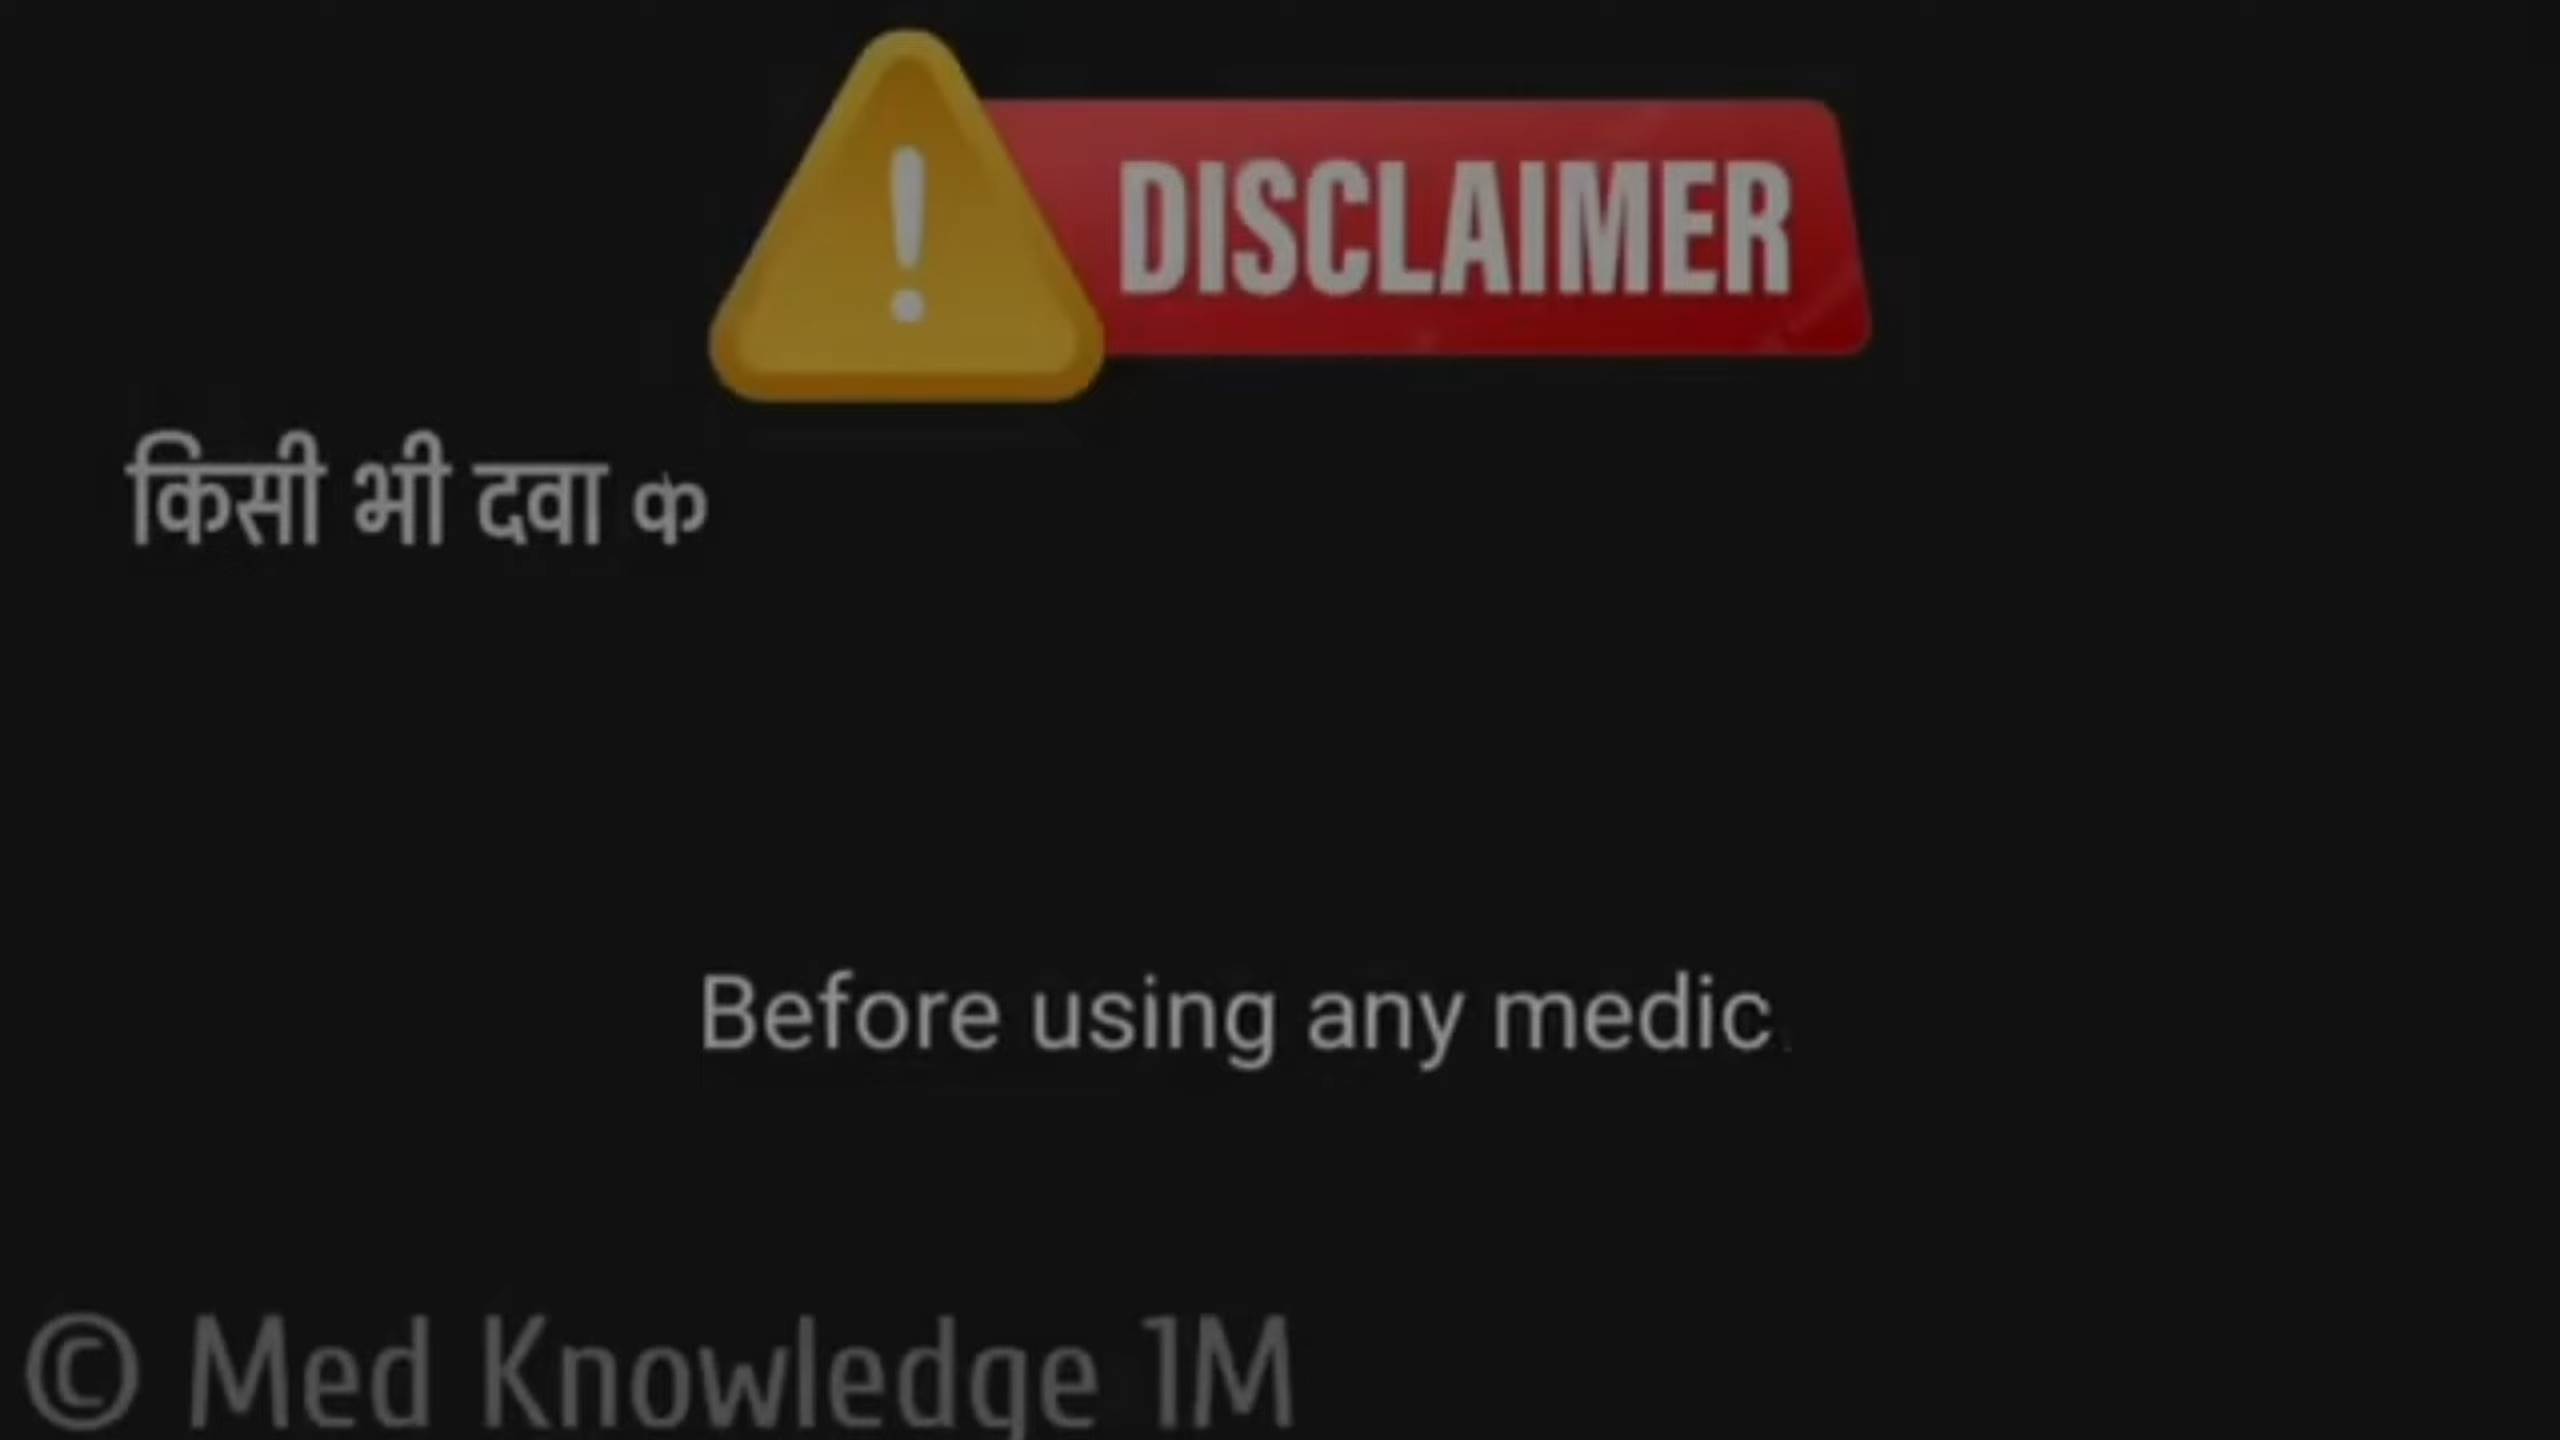 DISCLAIMER
किसी भी दवा क
Before using any medic
© Med Knowledge 1M